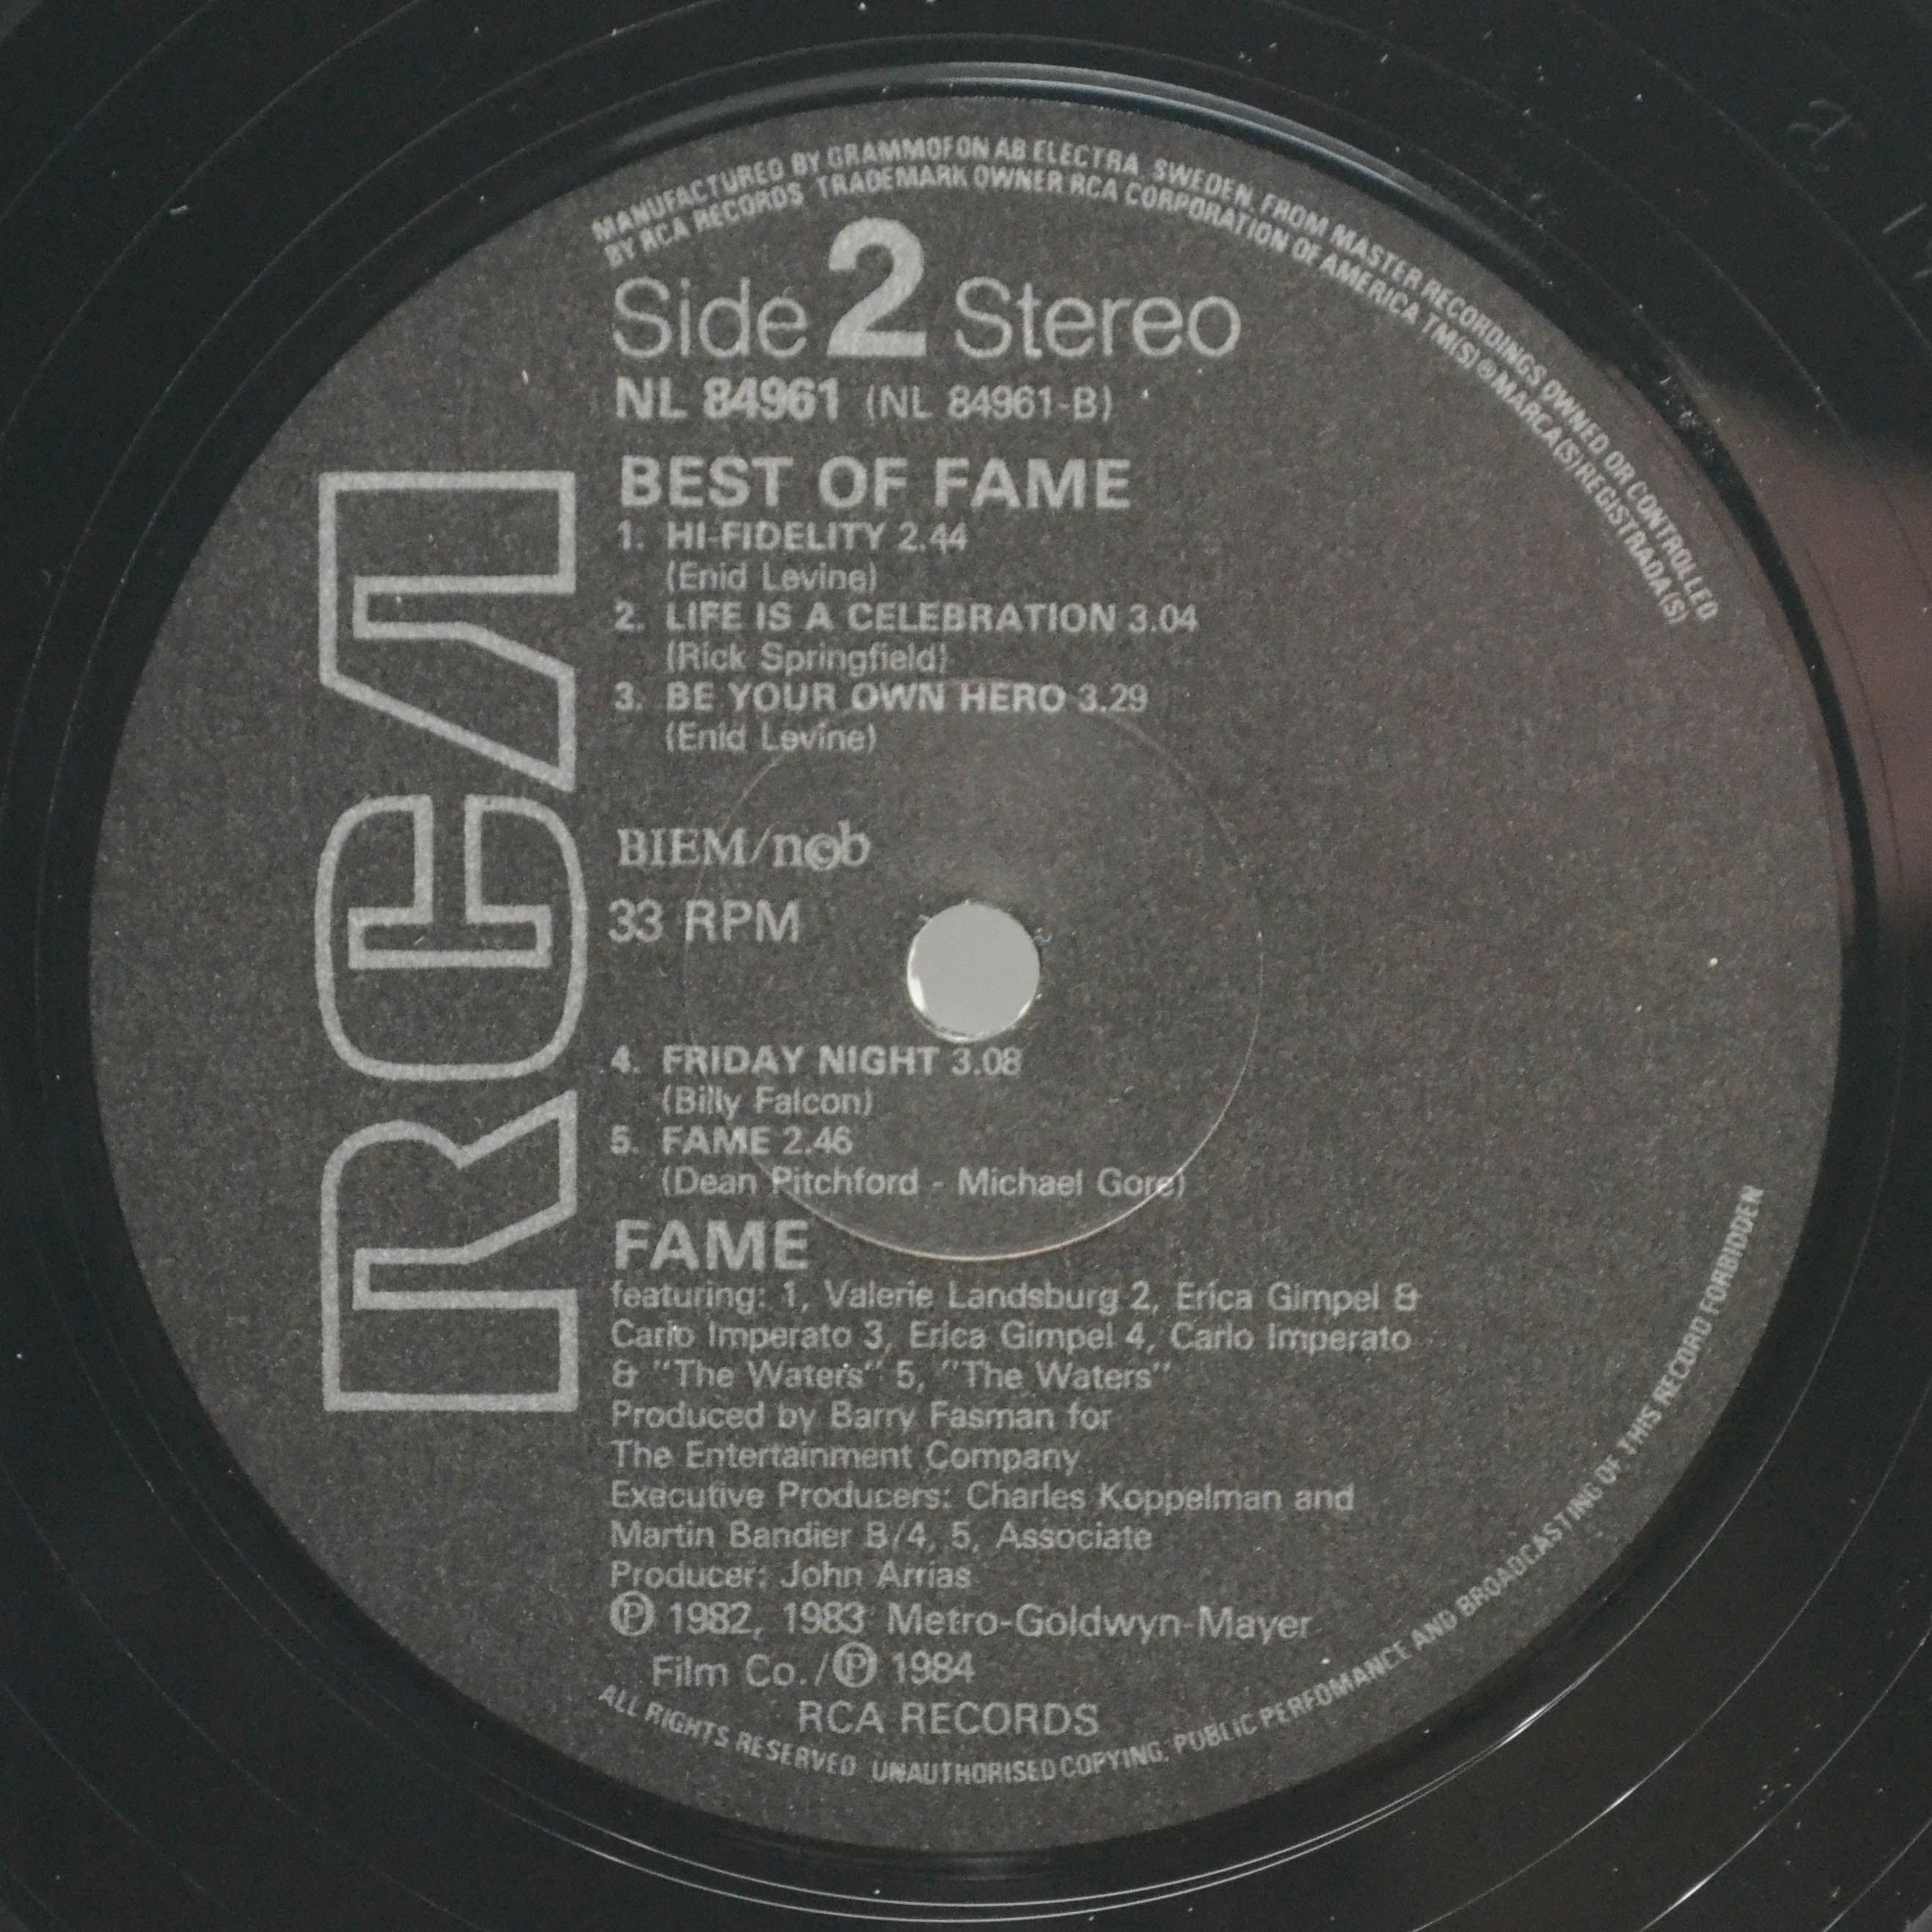 MANUFACTURED BY GRAMMOFON AB ELECTRA SWEDEN, FROM MASTER RECORDINGS OWNED OR CONTROLLED
BY RCA RECORDS TRADEMARK OWNER RCA CORPORATION OF AMERICA TM(S)®MARCA(S)REGISTRADA(S)
Side 2 Stereo
NL 84961 (NL 84961-B)
BEST OF FAME
1. HI-FIDELITY 2.44
(Enid Levine)
2. LIFE IS A CELEBRATION 3.04
(Rick Springfield)
3. BE YOUR OWN HERO 3.29
(Enid Levine)
RCA
BIEM/n©b
33 RPM
4. FRIDAY NIGHT 3.08
(Billy Falcon)
5. FAME 2.46
(Dean Pitchford - Michael Gore)
FAME
featuring: 1, Valerie Landsburg 2, Erica Gimpel &
Carlo Imperato 3, Erica Gimpel 4, Carlo Imperato
& "The Waters" 5, "The Waters"
Produced by Barry Fasman for
The Entertainment Company
Executive Producers: Charles Koppelman and
Martin Bandier B/4, 5, Associate
Producer: John Arrias
℗ 1982, 1983 Metro-Goldwyn-Mayer
Film Co./℗ 1984
RCA RECORDS
ALL RIGHTS RESERVED UNAUTHORISED COPYING, PUBLIC PERFOMANCE AND BROADCASTING OF THIS RECORD FORBIDDEN